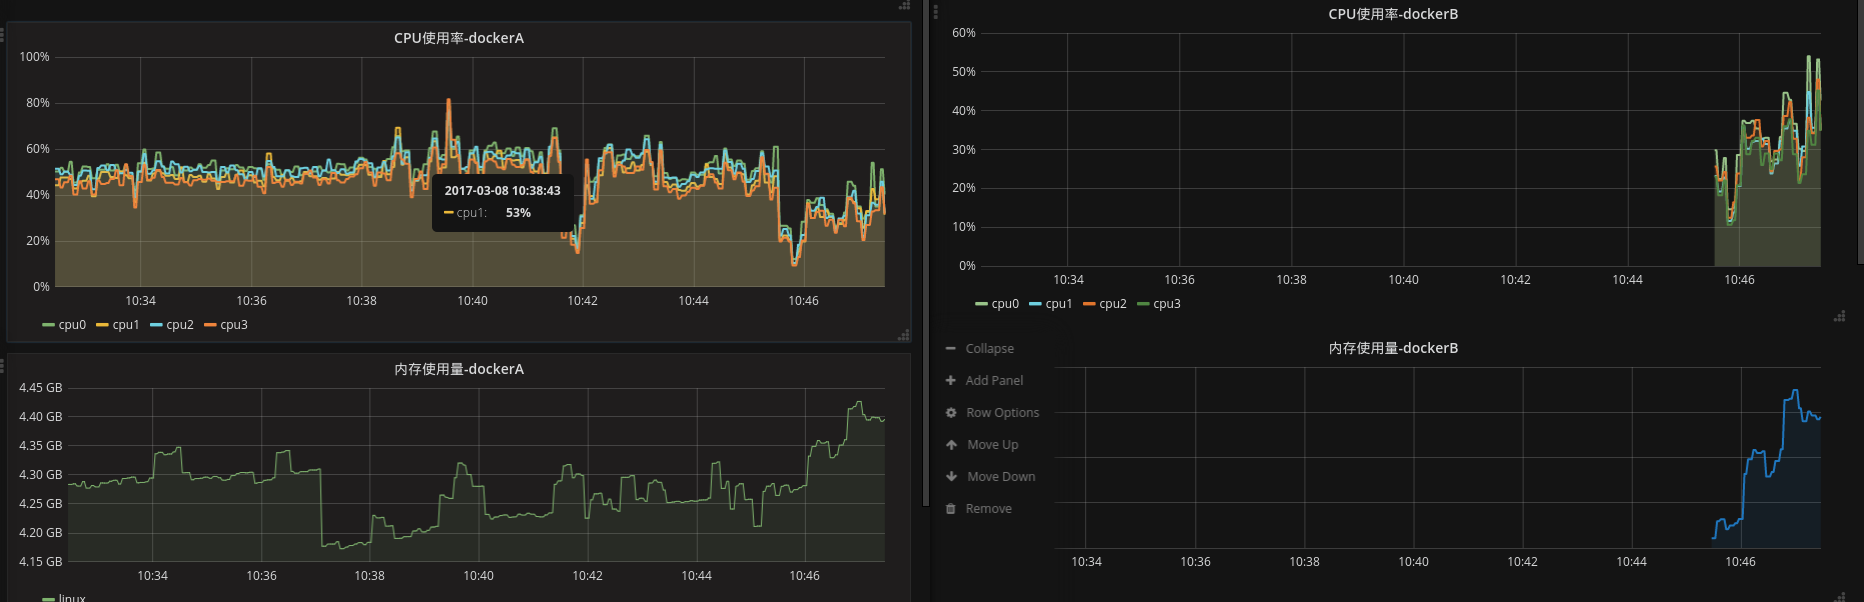 CPU使用率-dockerA
100%
80%
60%
40%
20%
0%
2017-03-08 10:38:43
cpu1: 53%
10:34 10:36 10:38 10:40 10:42 10:44 10:46
cpu0 cpu1 cpu2 cpu3
内存使用量-dockerA
4.45 GB
4.40 GB
4.35 GB
4.30 GB
4.25 GB
4.20 GB
4.15 GB
10:34 10:36 10:38 10:40 10:42 10:44 10:46
linux
CPU使用率-dockerB
60%
50%
40%
30%
20%
10%
0%
10:34 10:36 10:38 10:40 10:42 10:44 10:46
cpu0 cpu1 cpu2 cpu3
Collapse
Add Panel
Row Options
Move Up
Move Down
Remove
内存使用量-dockerB
10:34 10:36 10:38 10:40 10:42 10:44 10:46